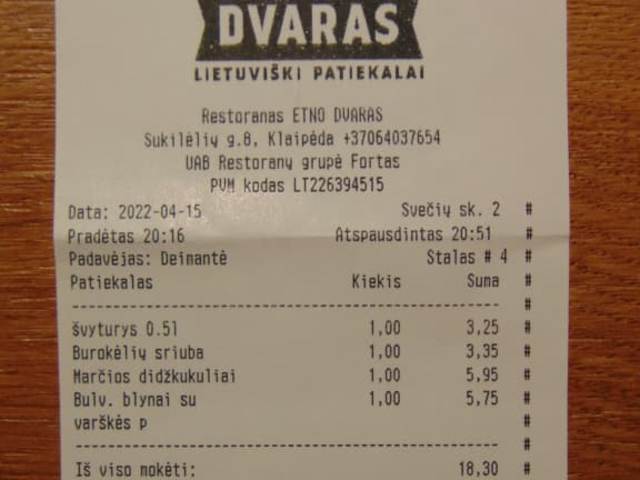 DVARAS
LIETUVIŠKI PATIEKALAI
Restoranas ETNO DVARAS
Sukilėlių g.8, Klaipėda +37064037654
UAB Restoranų grupė Fortas
PVM kodas LT226394515
Data: 2022-04-15 Svečių sk. 2 #
Pradėtas 20:16 Atspausdintas 20:51 #
Padavėjas: Deimantė Stalas # 4 #
Patiekalas Kiekis Suma #
------------------------------------------------ #
švyturys 0.5l 1,00 3,25 #
Burokėlių sriuba 1,00 3,35 #
Marčios didžkukuliai 1,00 5,95 #
Bulv. blynai su 1,00 5,75 #
varškės p #
------------------------------------------------ #
Iš viso mokėti: 18,30 #